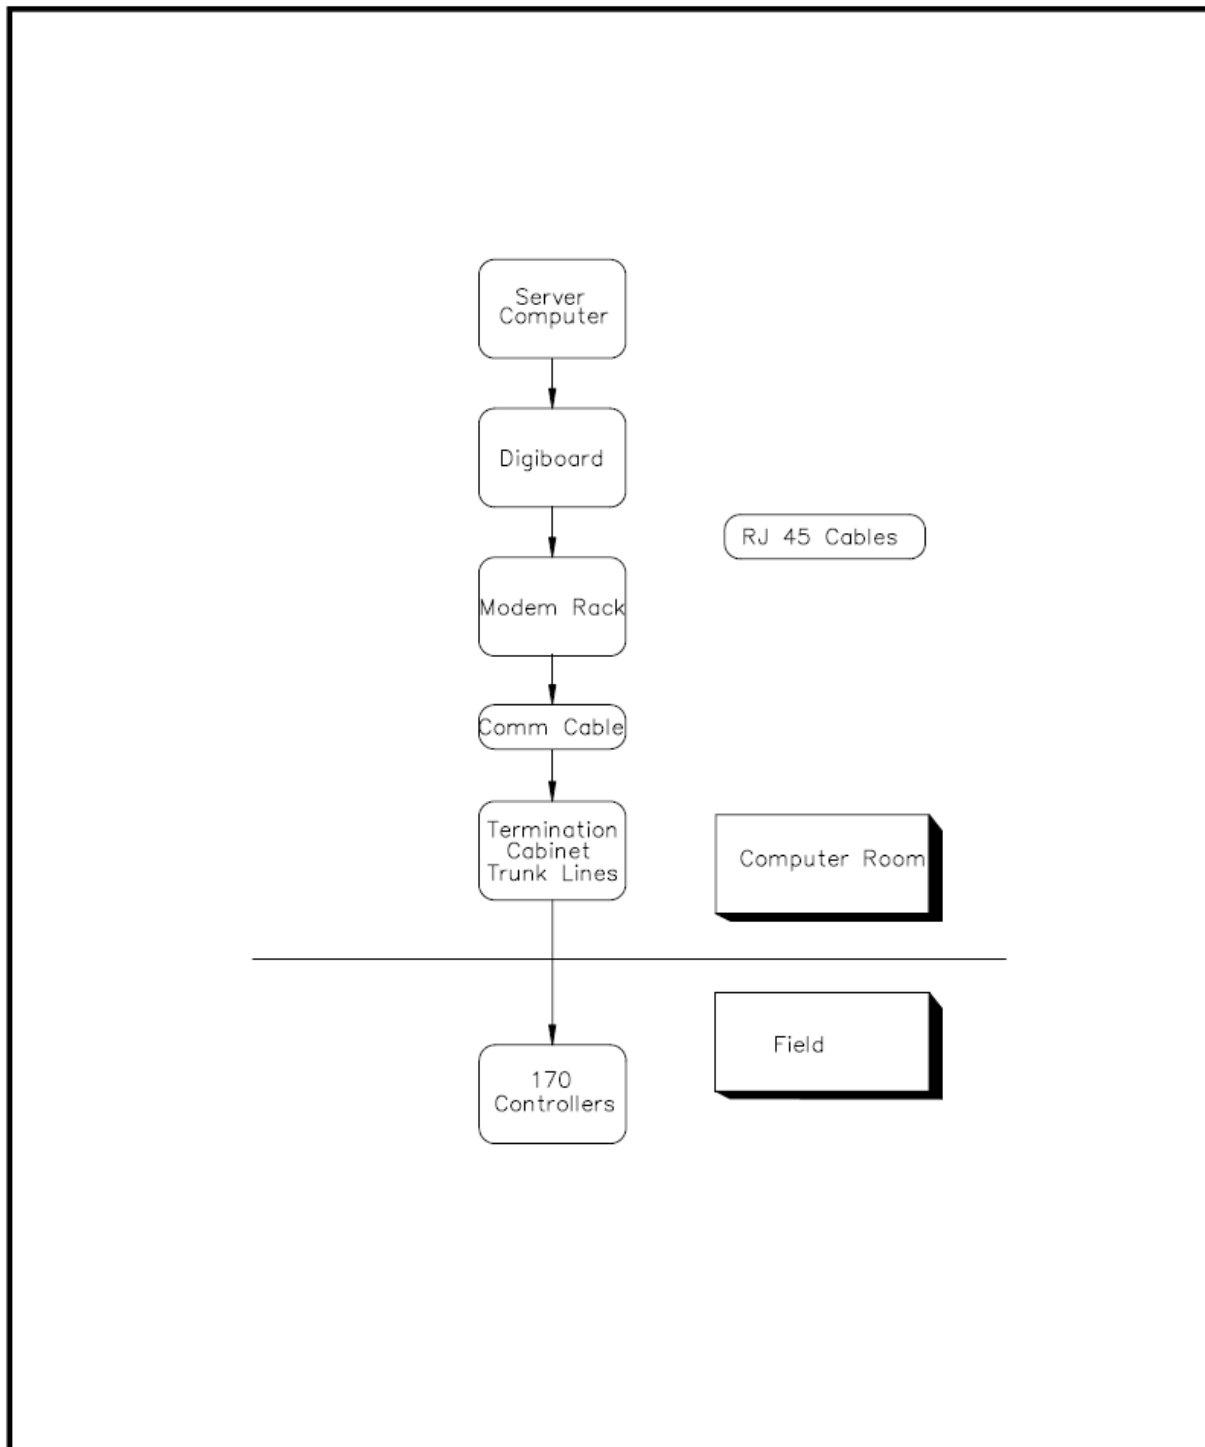 Server
Computer
Digiboard
RJ 45 Cables
Modem Rack
Comm Cable
Termination
Cabinet
Trunk Lines
Computer Room
Field
170
Controllers